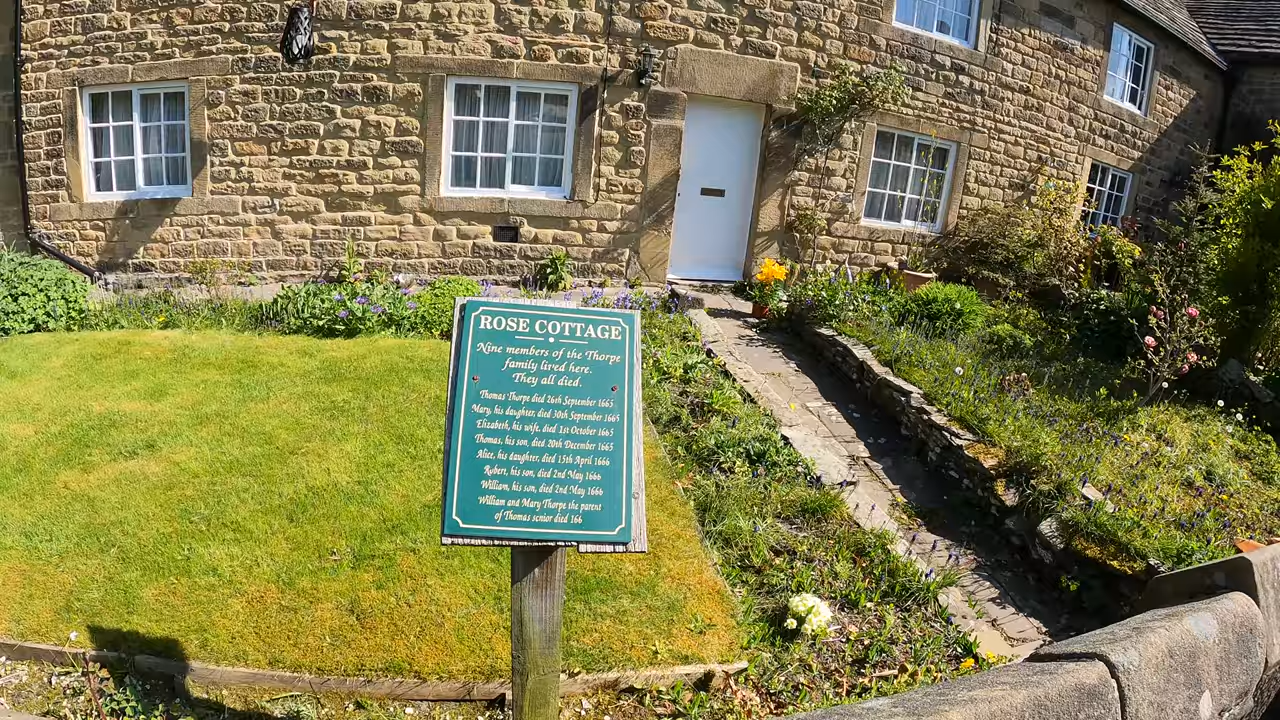 ROSE COTTAGE
Nine members of the Thorpe
family lived here.
They all died.
Thomas Thorpe died 26th September 1665
Mary, his daughter, died 30th September 1665
Elizabeth, his wife, died 1st October 1665
Thomas, his son, died 20th December 1665
Alice, his daughter, died 15th April 1666
Robert, his son, died 2nd May 1666
William, his son, died 2nd May 1666
William and Mary Thorpe the parent
of Thomas senior died 166